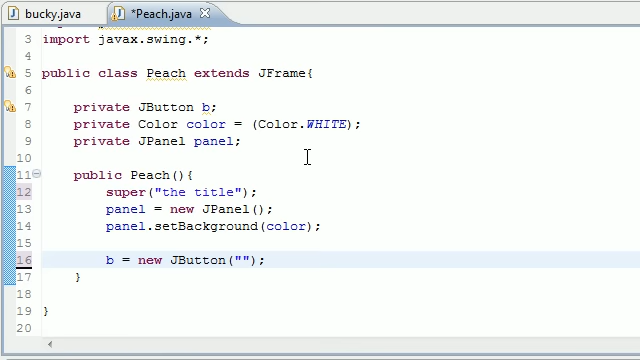 bucky.java *Peach.java
3 import javax.swing.*;
4
5 public class Peach extends JFrame{
6
7 private JButton b;
8 private Color color = (Color.WHITE);
9 private JPanel panel;
10
11 public Peach(){
12 super("the title");
13 panel = new JPanel();
14 panel.setBackground(color);
15
16 b = new JButton("");
17 }
18
19 }
20